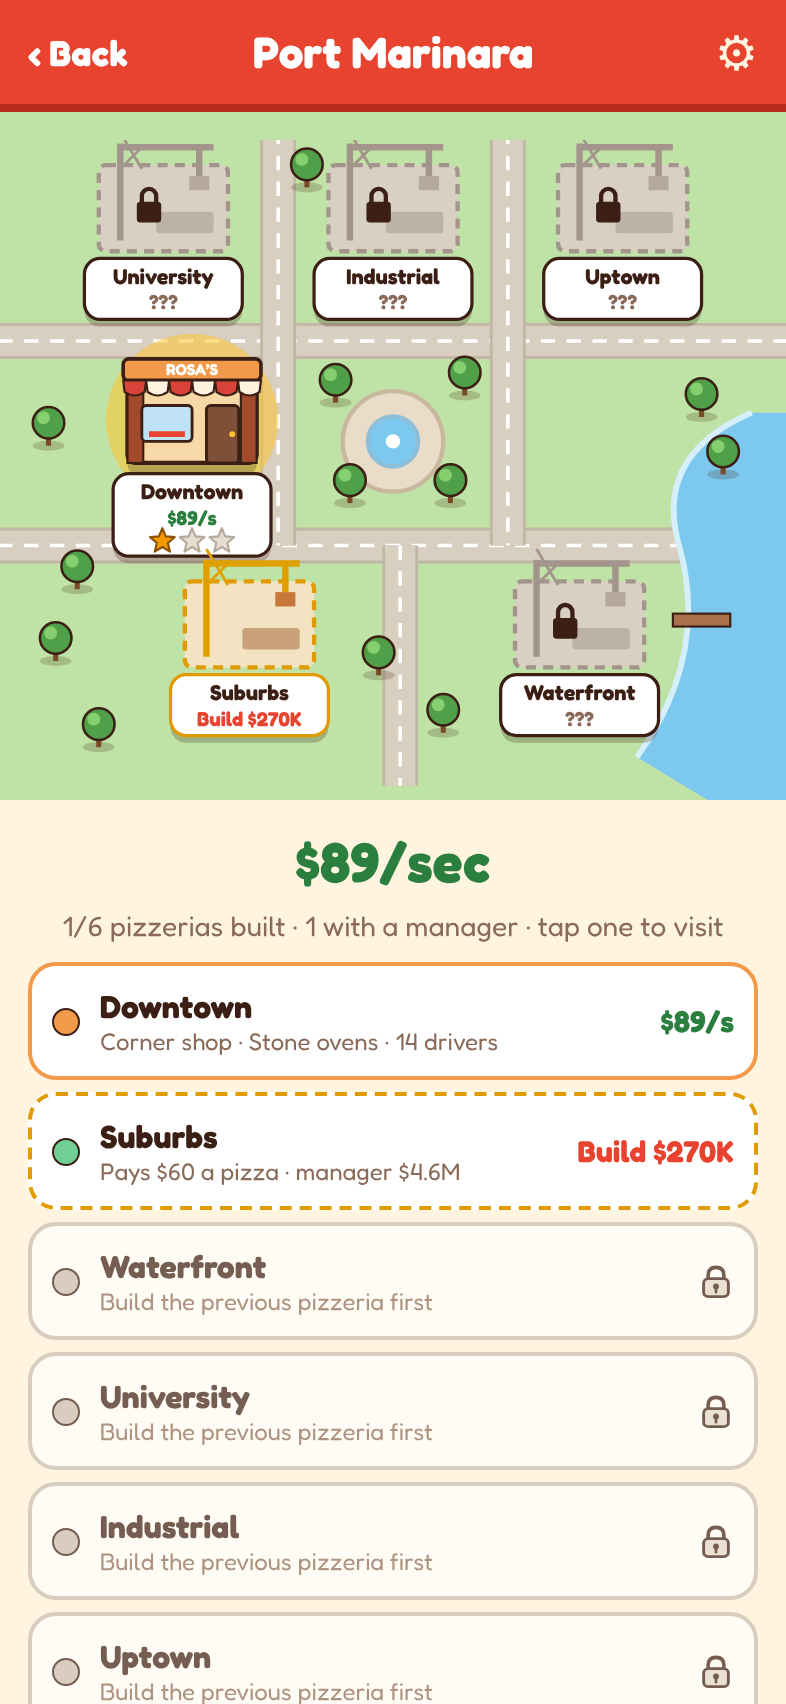 ‹ Back
Port Marinara
University
???
Industrial
???
Uptown
???
ROSA'S
Downtown
$89/s
Suburbs
Build $270K
Waterfront
???
$89/sec
1/6 pizzerias built · 1 with a manager · tap one to visit
Downtown
Corner shop · Stone ovens · 14 drivers
$89/s
Suburbs
Pays $60 a pizza · manager $4.6M
Build $270K
Waterfront
Build the previous pizzeria first
University
Build the previous pizzeria first
Industrial
Build the previous pizzeria first
Uptown
Build the previous pizzeria first